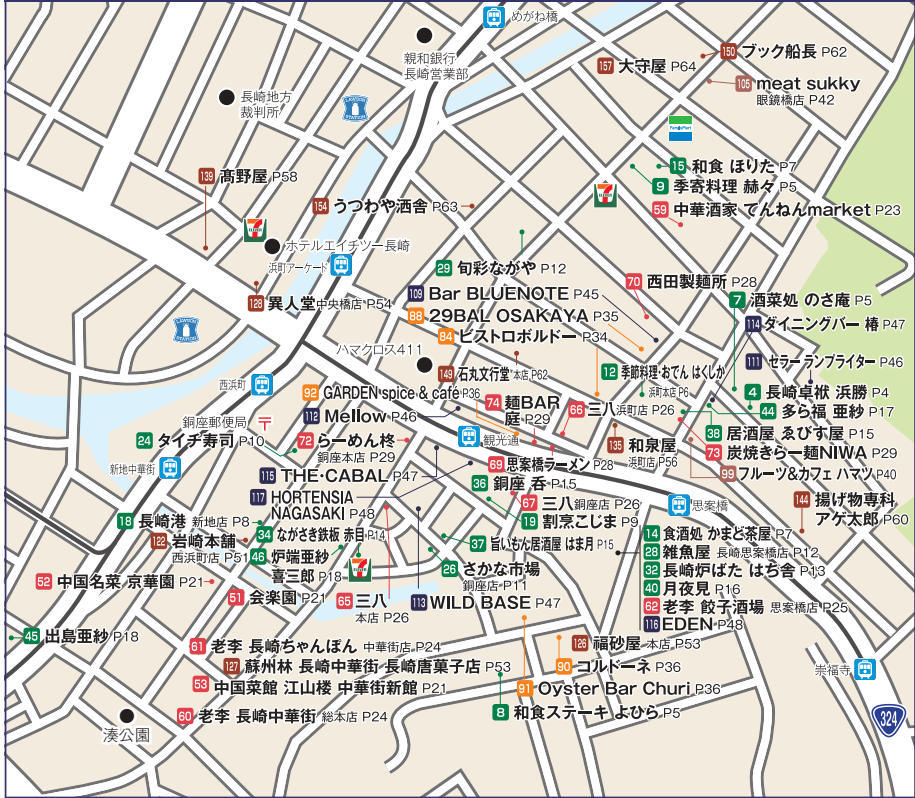 めがね橋
親和銀行
長崎営業部
150 ブック船長 P62
157 大守屋 P64
105 meat sukky
眼鏡橋店 P42
長崎地方
裁判所
LAWSON STATION
FamilyMart
139 髙野屋 P58
15 和食 ほりた P7
9 季寄料理 赫々 P5
154 うつわや洒舎 P63
59 中華酒家 てんねんmarket P23
ホテルエイチツー長崎
浜町アーケード
29 旬彩ながや P12
70 西田製麺所 P28
109 Bar BLUENOTE P45
7 酒菜処 のさ庵 P5
128 異人堂 中央橋店 P54
88 29BAL OSAKAYA P35
114 ダイニングバー 椿 P47
LAWSON STATION
84 ビストロボルドー P34
ハマクロス411
111 セラー ランプライター P46
149 石丸文行堂 本店 P62
12 季節料理・おでん はくしか
浜町本店 P6
西浜町
92 GARDEN spice & café P36
4 長崎卓袱 浜勝 P4
74 麺BAR
庭 P29
66 三八 浜町店 P26
44 多ら福 亜紗 P17
112 Mellow P46
銅座郵便局
〒
観光通
24 タイチ寿司 P10
72 らーめん柊
銅座本店 P29
135 和泉屋
浜町店 P56
38 居酒屋 ゑびす屋 P15
73 炭焼きらー麺NIWA P29
新地中華街
69 思案橋ラーメン P28
99 フルーツ&カフェ ハマツ P40
115 THE・CABAL P47
36 銅座 呑 P15
117 HORTENSIA
NAGASAKI P48
67 三八 銅座店 P26
思案橋
144 揚げ物専科
アゲ太郎 P60
18 長崎港 新地店 P8
19 割烹こじま P9
34 ながさき鉄板 赤目 P14
14 食酒処 かまど茶屋 P7
122 岩崎本舗
西浜町店 P51
37 旨いもん居酒屋 はま月 P15
28 雑魚屋 長崎思案橋店 P12
46 炉端亜紗
喜三郎 P18
26 さかな市場
銅座店 P11
32 長崎炉ばた はち舎 P13
52 中国名菜 京華園 P21
40 月夜見 P16
51 会楽園 P21
65 三八
本店 P26
113 WILD BASE P47
62 老李 餃子酒場 思案橋店 P25
116 EDEN P48
45 出島亜紗 P18
61 老李 長崎ちゃんぽん 中華街店 P24
126 福砂屋 本店 P53
127 蘇州林 長崎中華街 長崎唐菓子店 P53
90 コルドーネ P36
崇福寺
53 中国菜館 江山楼 中華街新館 P21
91 Oyster Bar Churi P36
60 老李 長崎中華街 総本店 P24
8 和食ステーキ よひら P5
324
湊公園